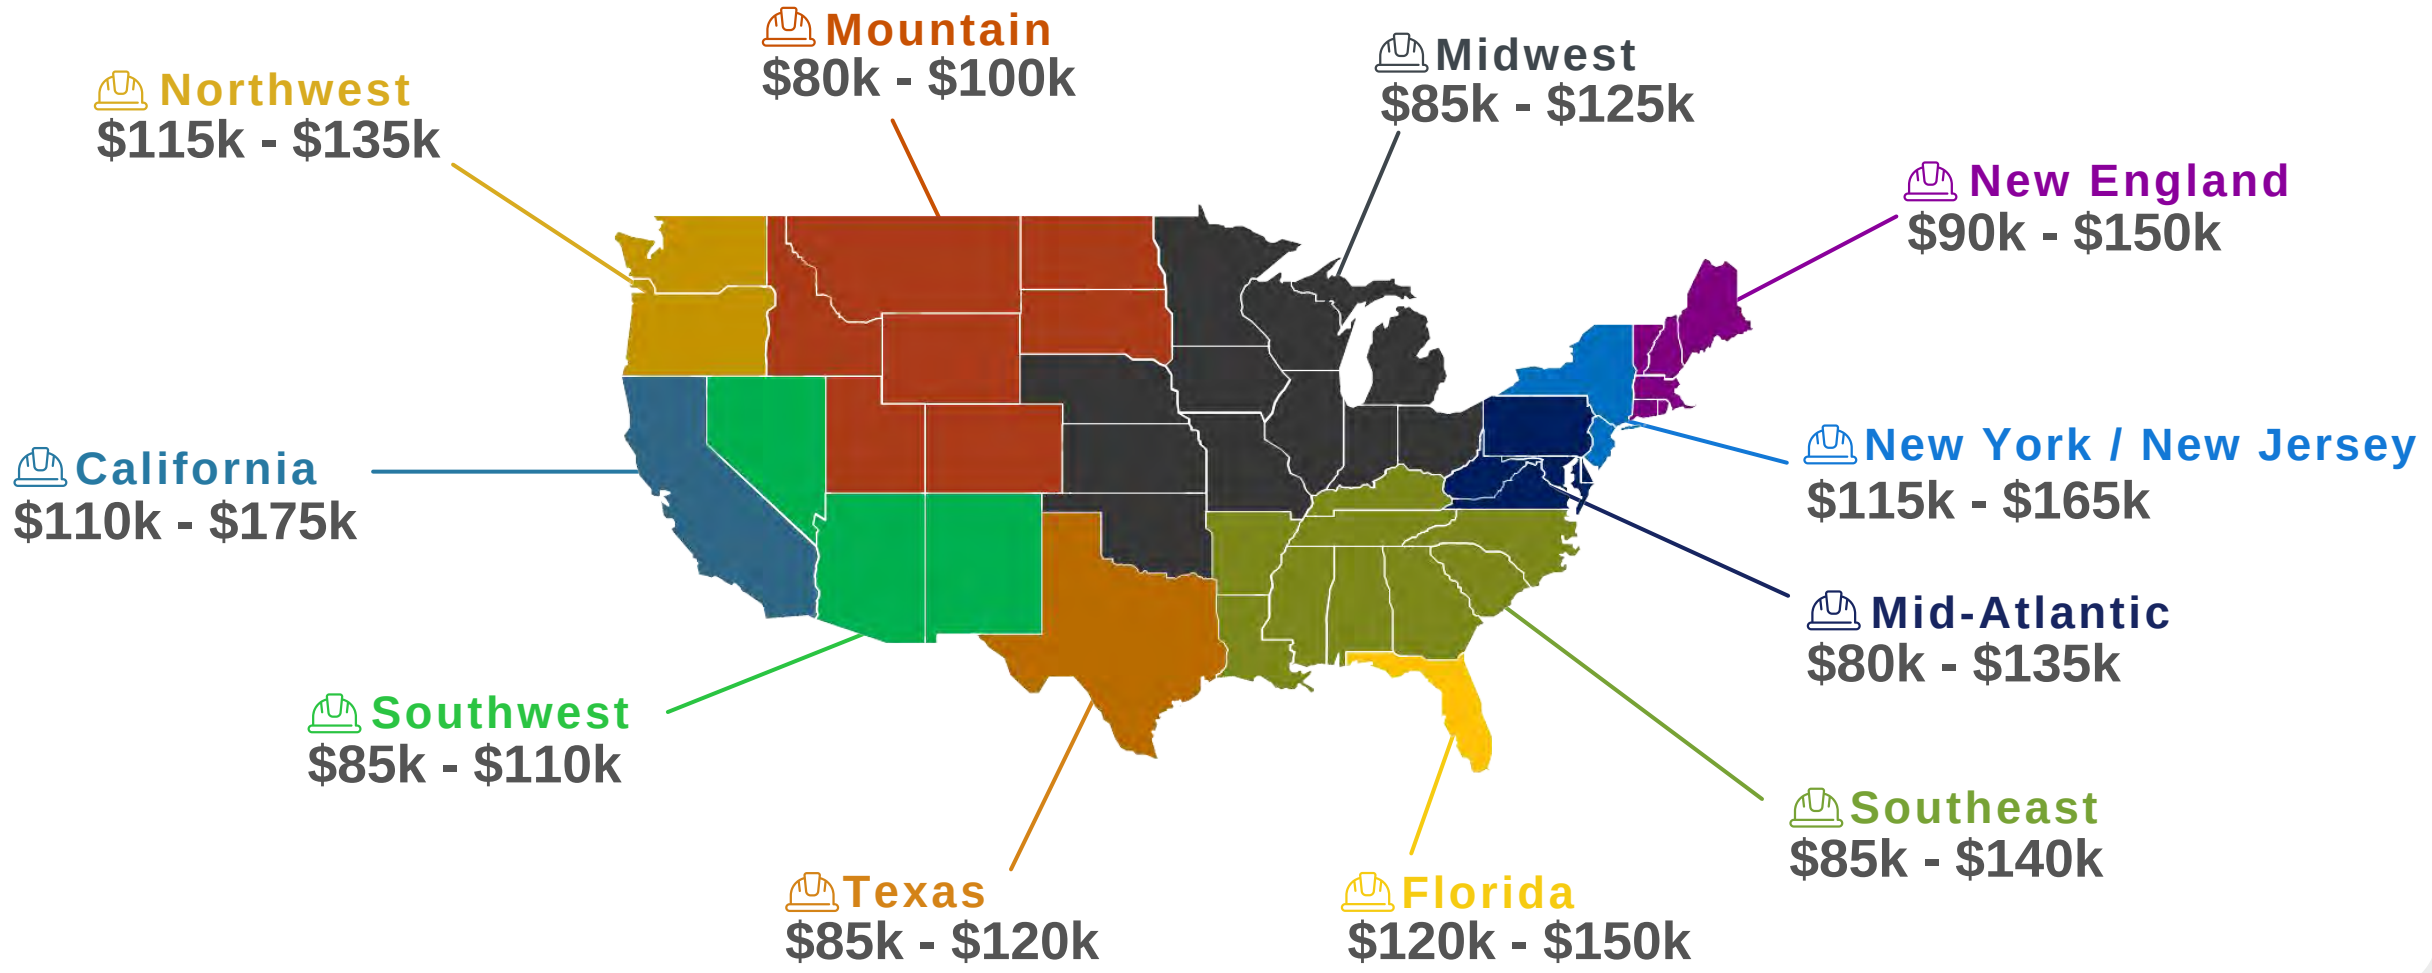 Mountain
$80k - $100k
Midwest
$85k - $125k
Northwest
$115k - $135k
New England
$90k - $150k
California
$110k - $175k
New York / New Jersey
$115k - $165k
Mid-Atlantic
$80k - $135k
Southwest
$85k - $110k
Southeast
$85k - $140k
Texas
$85k - $120k
Florida
$120k - $150k